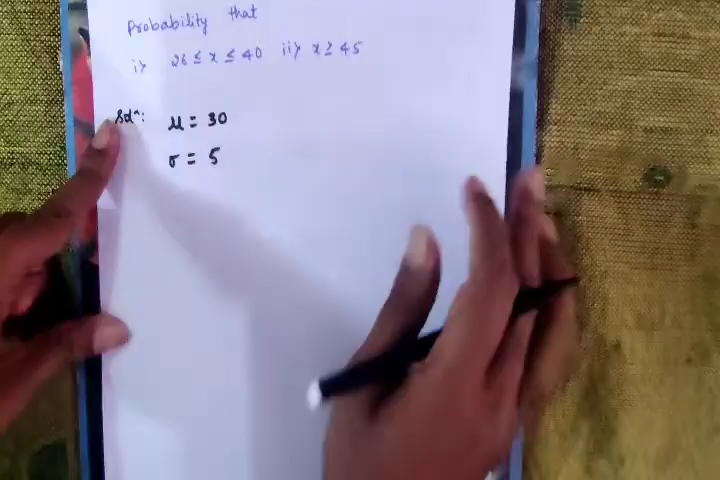 Probability that
i> 26 ≤ x ≤ 40 ii> x ≥ 45
Solⁿ: μ = 30
σ = 5